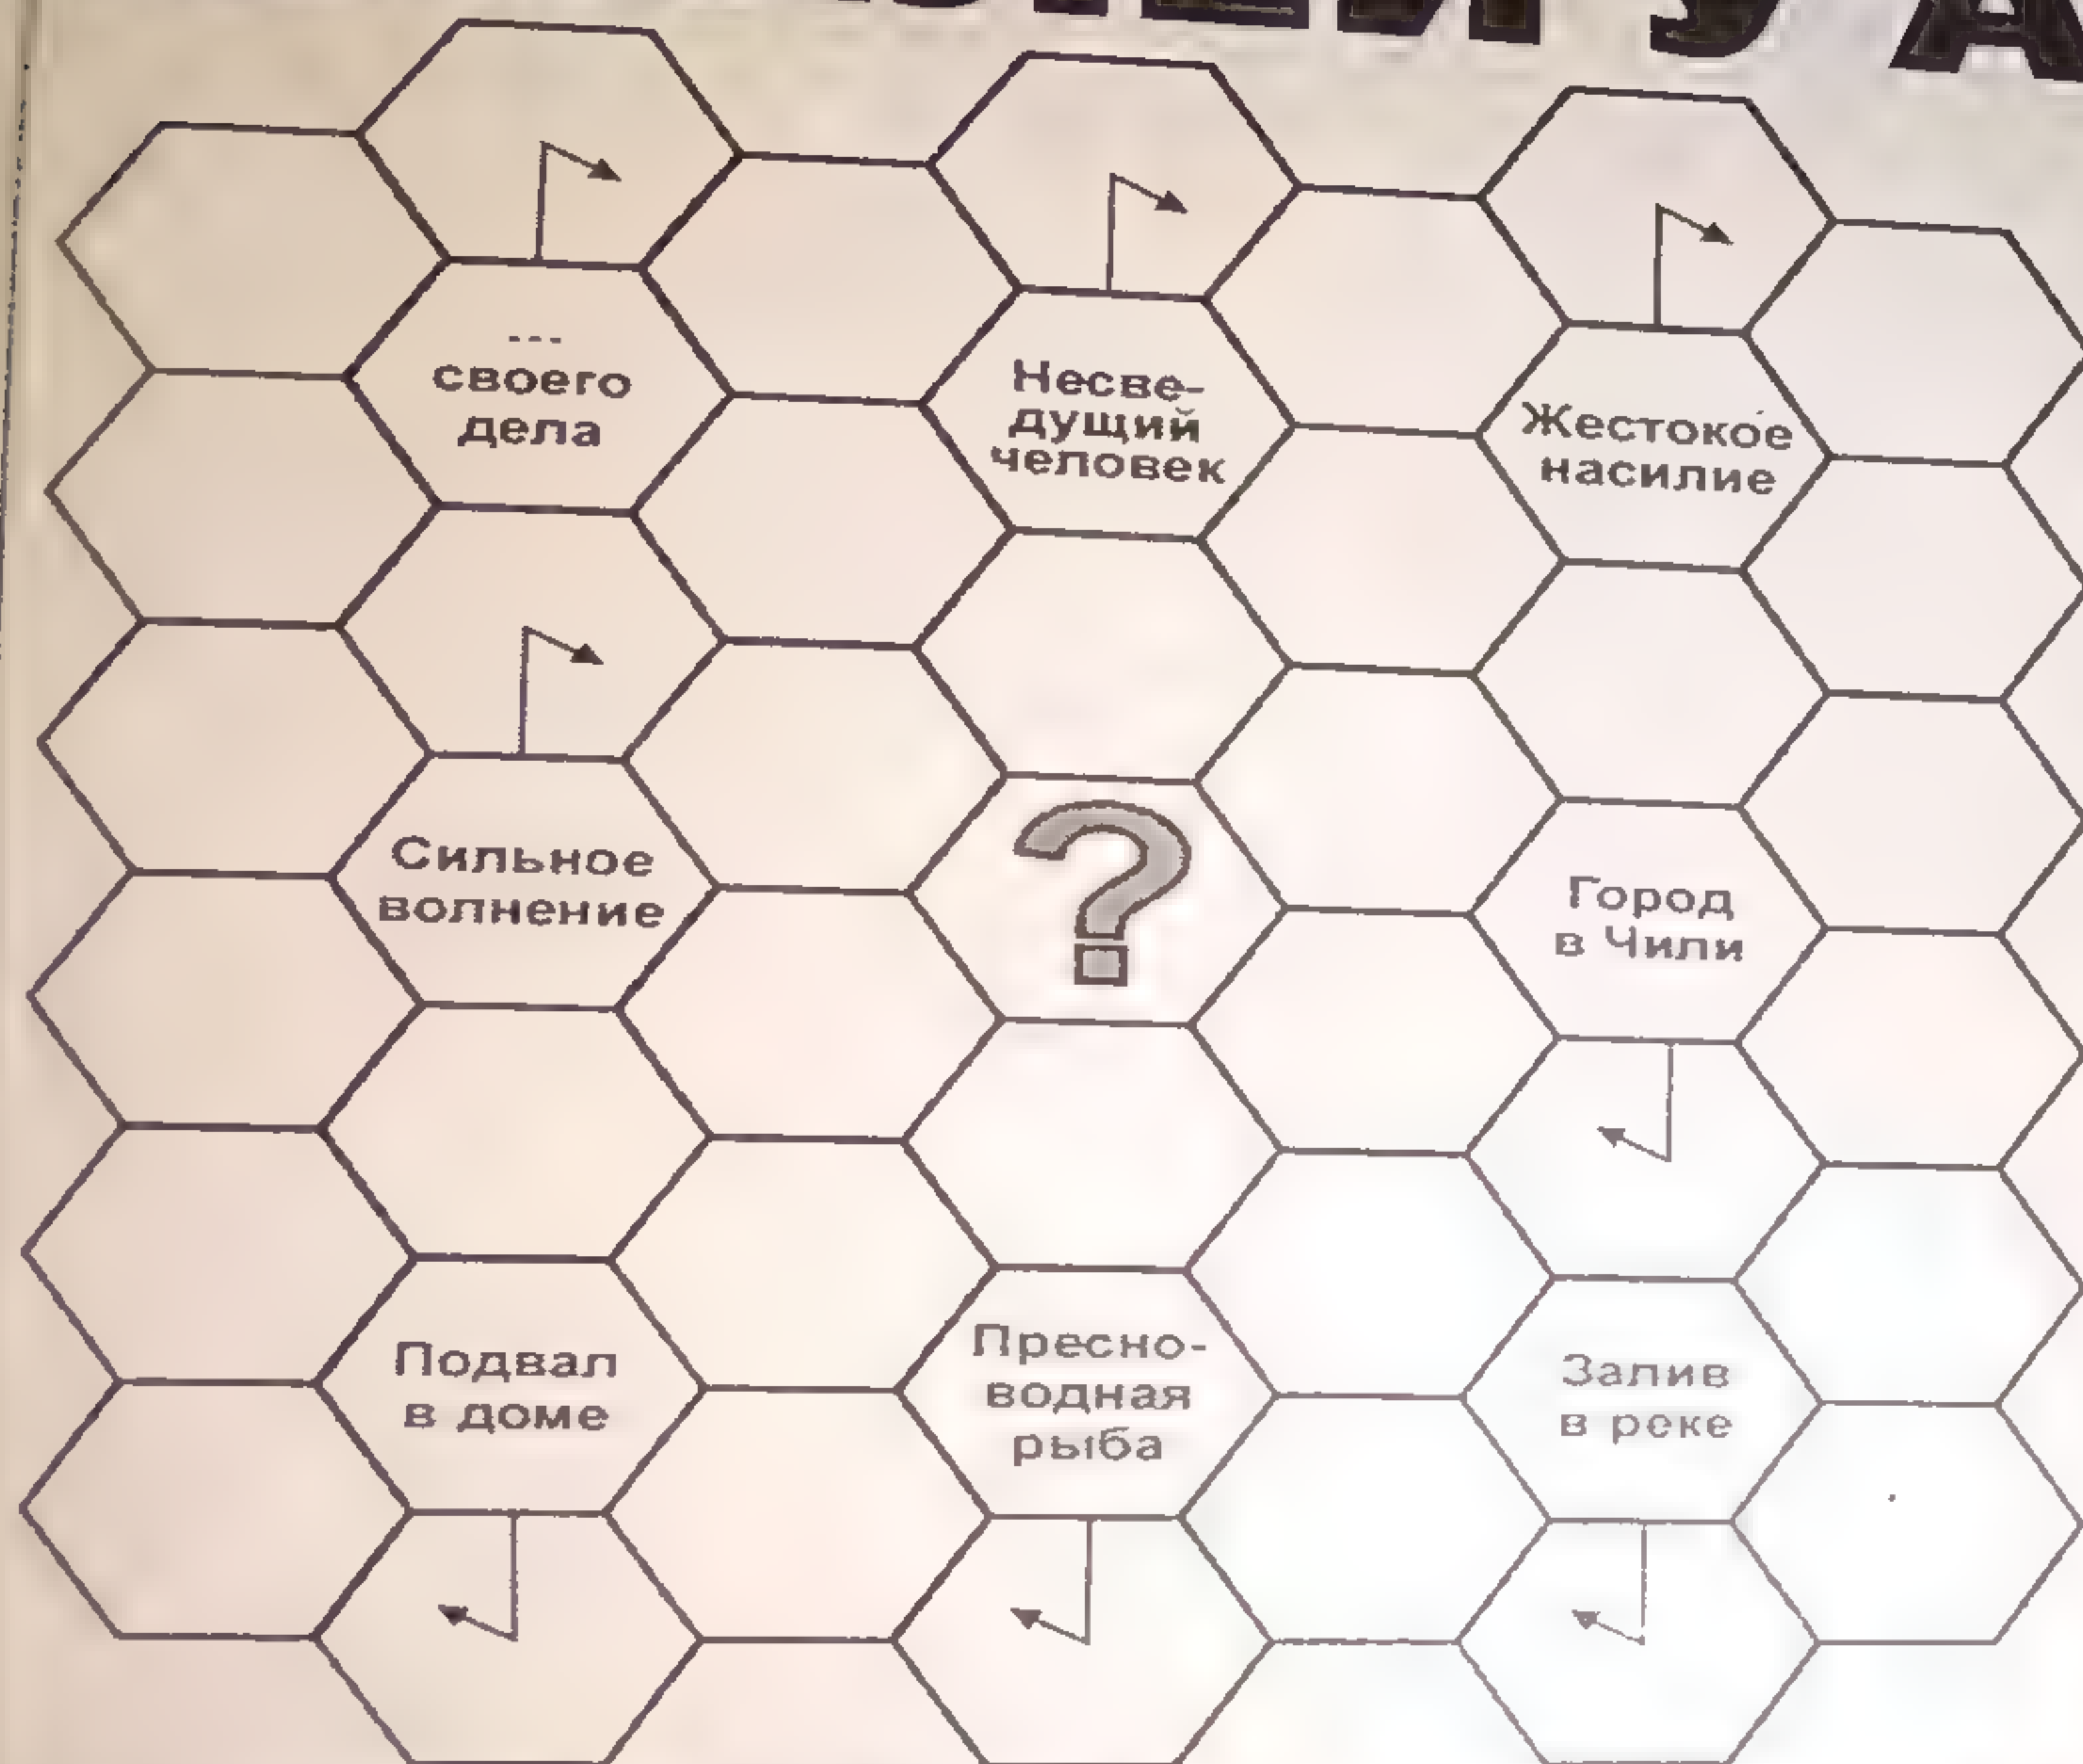 ...
своего
дела
Несве-
дущий
человек
Жестокое
насилие
Сильное
волнение
?
Город
в Чили
Подвал
в доме
Пресно-
водная
рыба
Залив
в реке